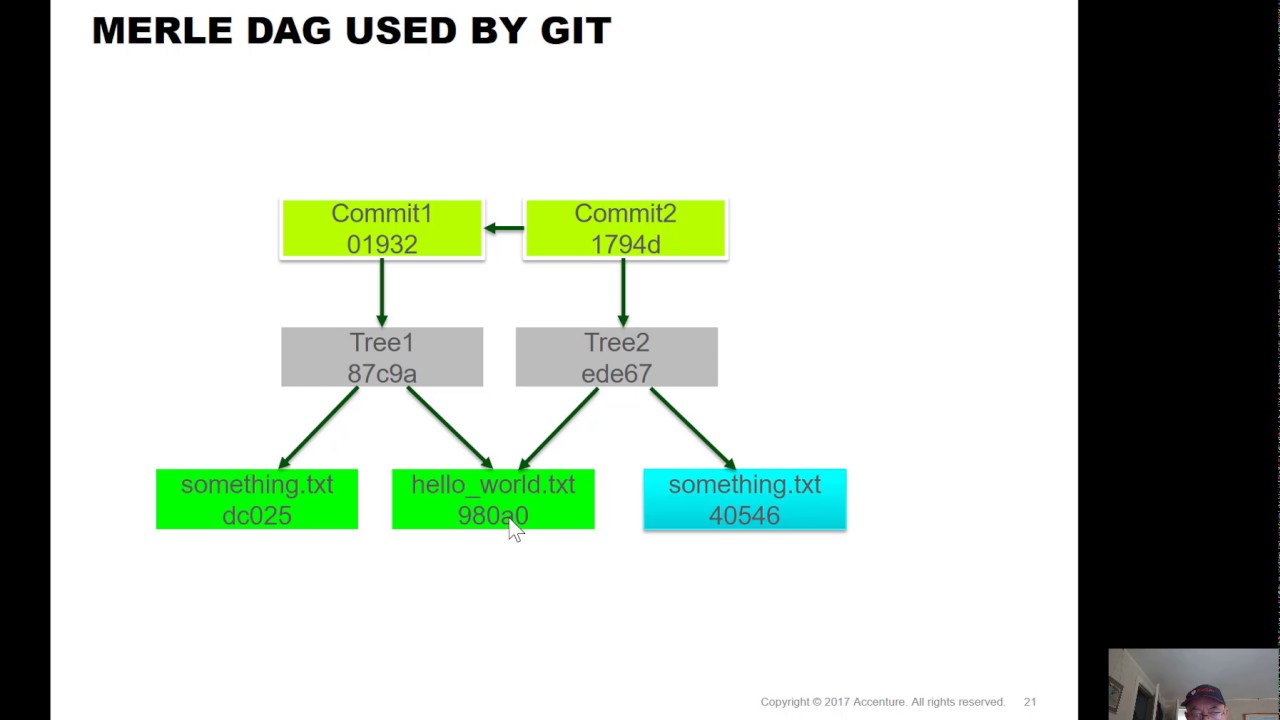 MERLE DAG USED BY GIT
Commit1
01932
Commit2
1794d
Tree1
87c9a
Tree2
ede67
something.txt
dc025
hello_world.txt
980a0
something.txt
40546
Copyright © 2017 Accenture. All rights reserved. 21